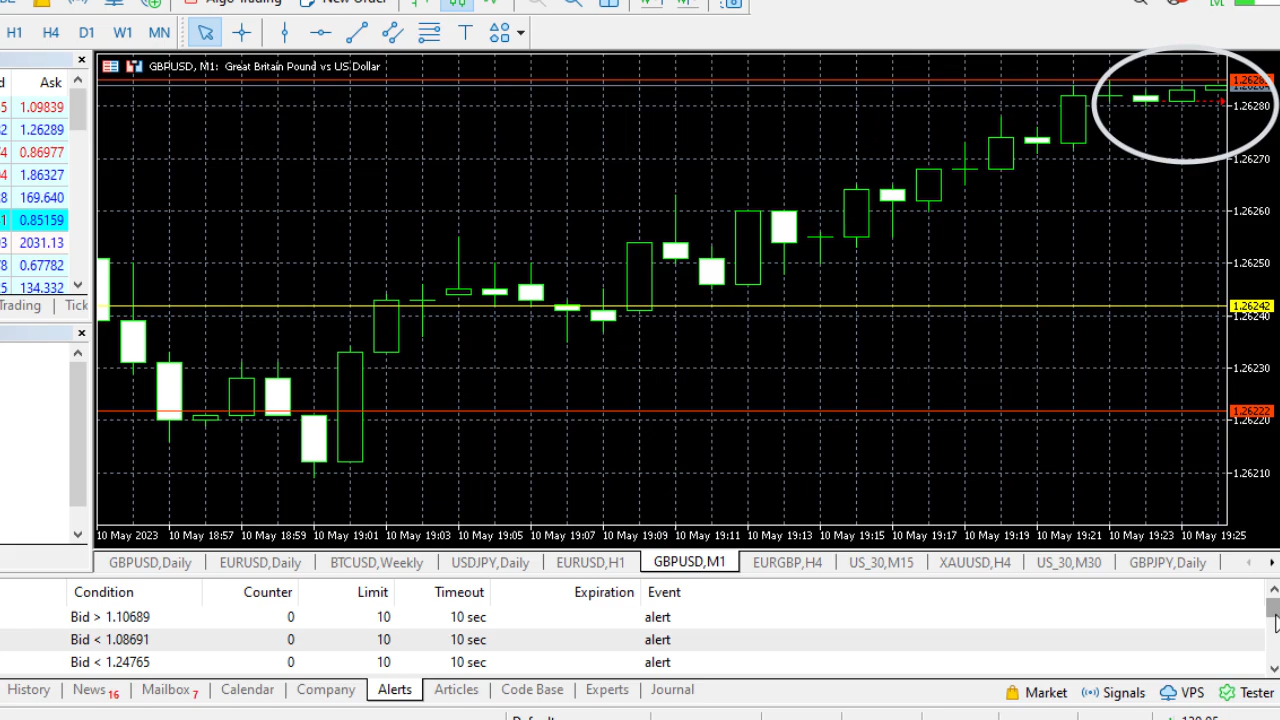 Algo Trading New Order
H1 H4 D1 W1 MN
GBPUSD, M1: Great Britain Pound vs US Dollar
d Ask
5 1.09839
32 1.26289
74 0.86977
04 1.86327
28 169.640
1 0.85159
93 2031.13
78 0.67782
25 134.332
Trading Tick
1.26280
1.26270
1.26260
1.26250
1.26242
1.26240
1.26230
1.26222
1.26220
1.26210
10 May 2023 10 May 18:57 10 May 18:59 10 May 19:01 10 May 19:03 10 May 19:05 10 May 19:07 10 May 19:09 10 May 19:11 10 May 19:13 10 May 19:15 10 May 19:17 10 May 19:19 10 May 19:21 10 May 19:23 10 May 19:25
GBPUSD,Daily EURUSD,Daily BTCUSD,Weekly USDJPY,Daily EURUSD,H1 GBPUSD,M1 EURGBP,H4 US_30,M15 XAUUSD,H4 US_30,M30 GBPJPY,Daily
Condition Counter Limit Timeout Expiration Event
Bid > 1.10689 0 10 10 sec alert
Bid < 1.08691 0 10 10 sec alert
Bid < 1.24765 0 10 10 sec alert
History News 16 Mailbox 7 Calendar Company Alerts Articles Code Base Experts Journal
Market Signals VPS Tester